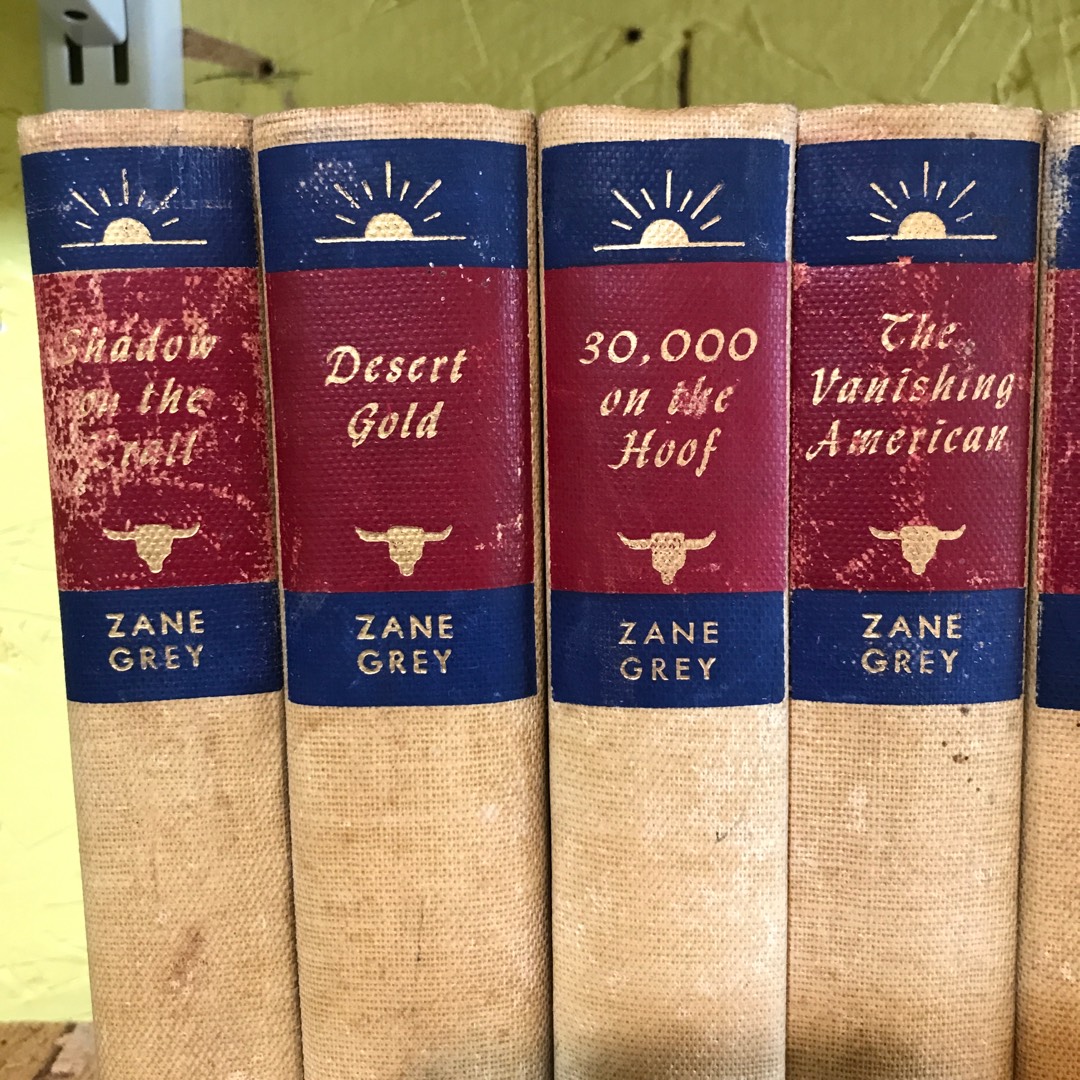 Shadow
on the
Trail
ZANE
GREY
Desert
Gold
ZANE
GREY
30,000
on the
Hoof
ZANE
GREY
The
Vanishing
American
ZANE
GREY